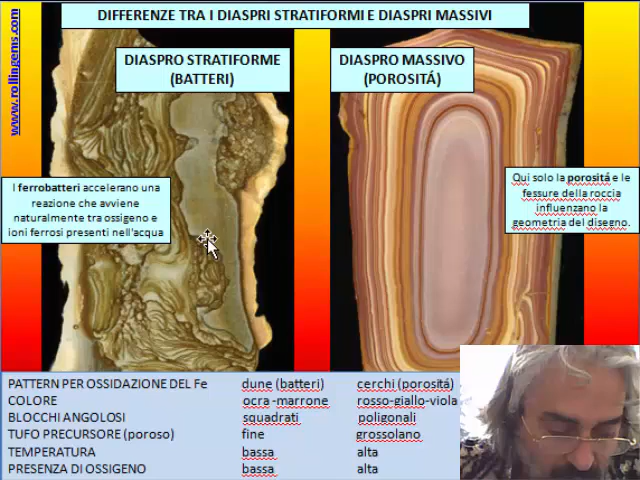 DIFFERENZE TRA I DIASPRI STRATIFORMI E DIASPRI MASSIVI
www.rollingems.com
DIASPRO STRATIFORME
(BATTERI)
DIASPRO MASSIVO
(POROSITÁ)
I ferrobatteri accelerano una
reazione che avviene
naturalmente tra ossigeno e
ioni ferrosi presenti nell'acqua
Qui solo la porositá e le
fessure della roccia
influenzano la
geometria del disegno.
PATTERN PER OSSIDAZIONE DEL Fe dune (batteri) cerchi (porositá)
COLORE ocra -marrone rosso-giallo-viola
BLOCCHI ANGOLOSI squadrati poligonali
TUFO PRECURSORE (poroso) fine grossolano
TEMPERATURA bassa alta
PRESENZA DI OSSIGENO bassa alta